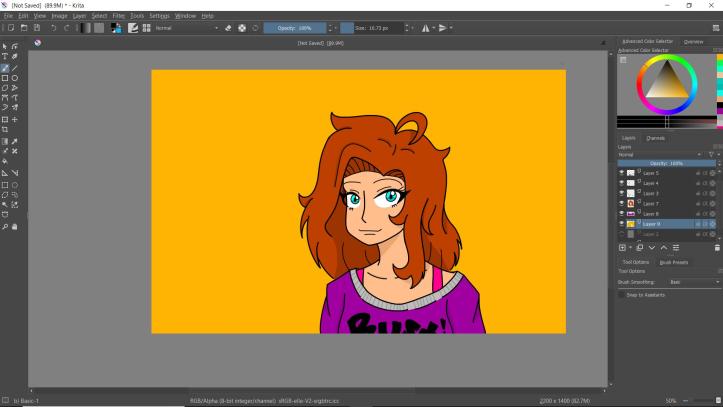 [Not Saved] (89.9M) * - Krita
File Edit View Image Layer Select Filter Tools Settings Window Help
Normal Opacity: 100% Size: 16.73 px
[Not Saved] (89.9M)
Advanced Color Selector Overview
Advanced Color Selector
Layers Channels
Layers
Normal
Opacity: 100%
Layer 5
Layer 4
Layer 3
Layer 7
Layer 8
Layer 9
Layer 2
Tool Options Brush Presets
Tool Options
Brush Smoothing: Basic
Snap to Assistants
b) Basic-1 RGB/Alpha (8-bit integer/channel) sRGB-elle-V2-srgbtrc.icc 2200 x 1400 (82.7M) 50%